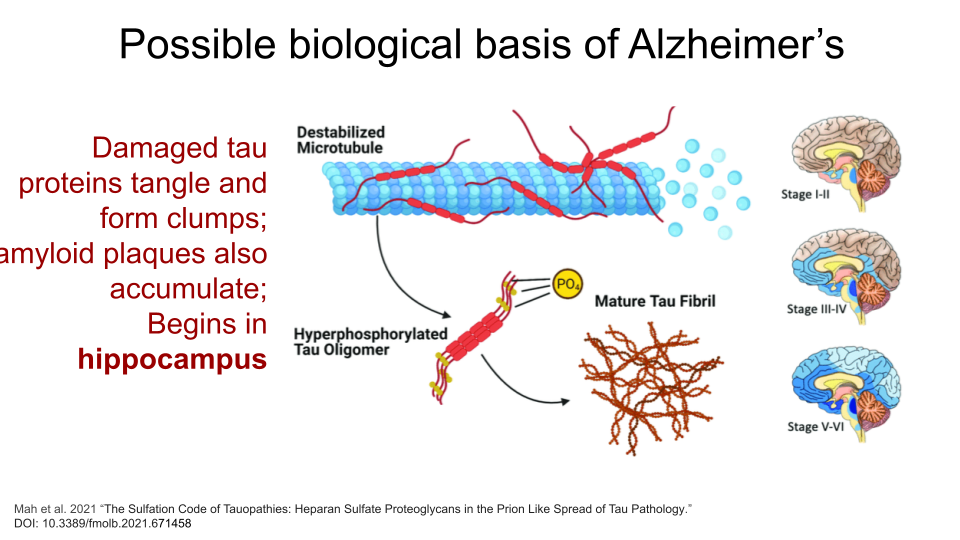 Possible biological basis of Alzheimer’s
Damaged tau
proteins tangle and
form clumps;
amyloid plaques also
accumulate;
Begins in
hippocampus
Destabilized
Microtubule
PO4
Hyperphosphorylated
Tau Oligomer
Mature Tau Fibril
Stage I-II
Stage III-IV
Stage V-VI
Mah et al. 2021 “The Sulfation Code of Tauopathies: Heparan Sulfate Proteoglycans in the Prion Like Spread of Tau Pathology.”
DOI: 10.3389/fmolb.2021.671458